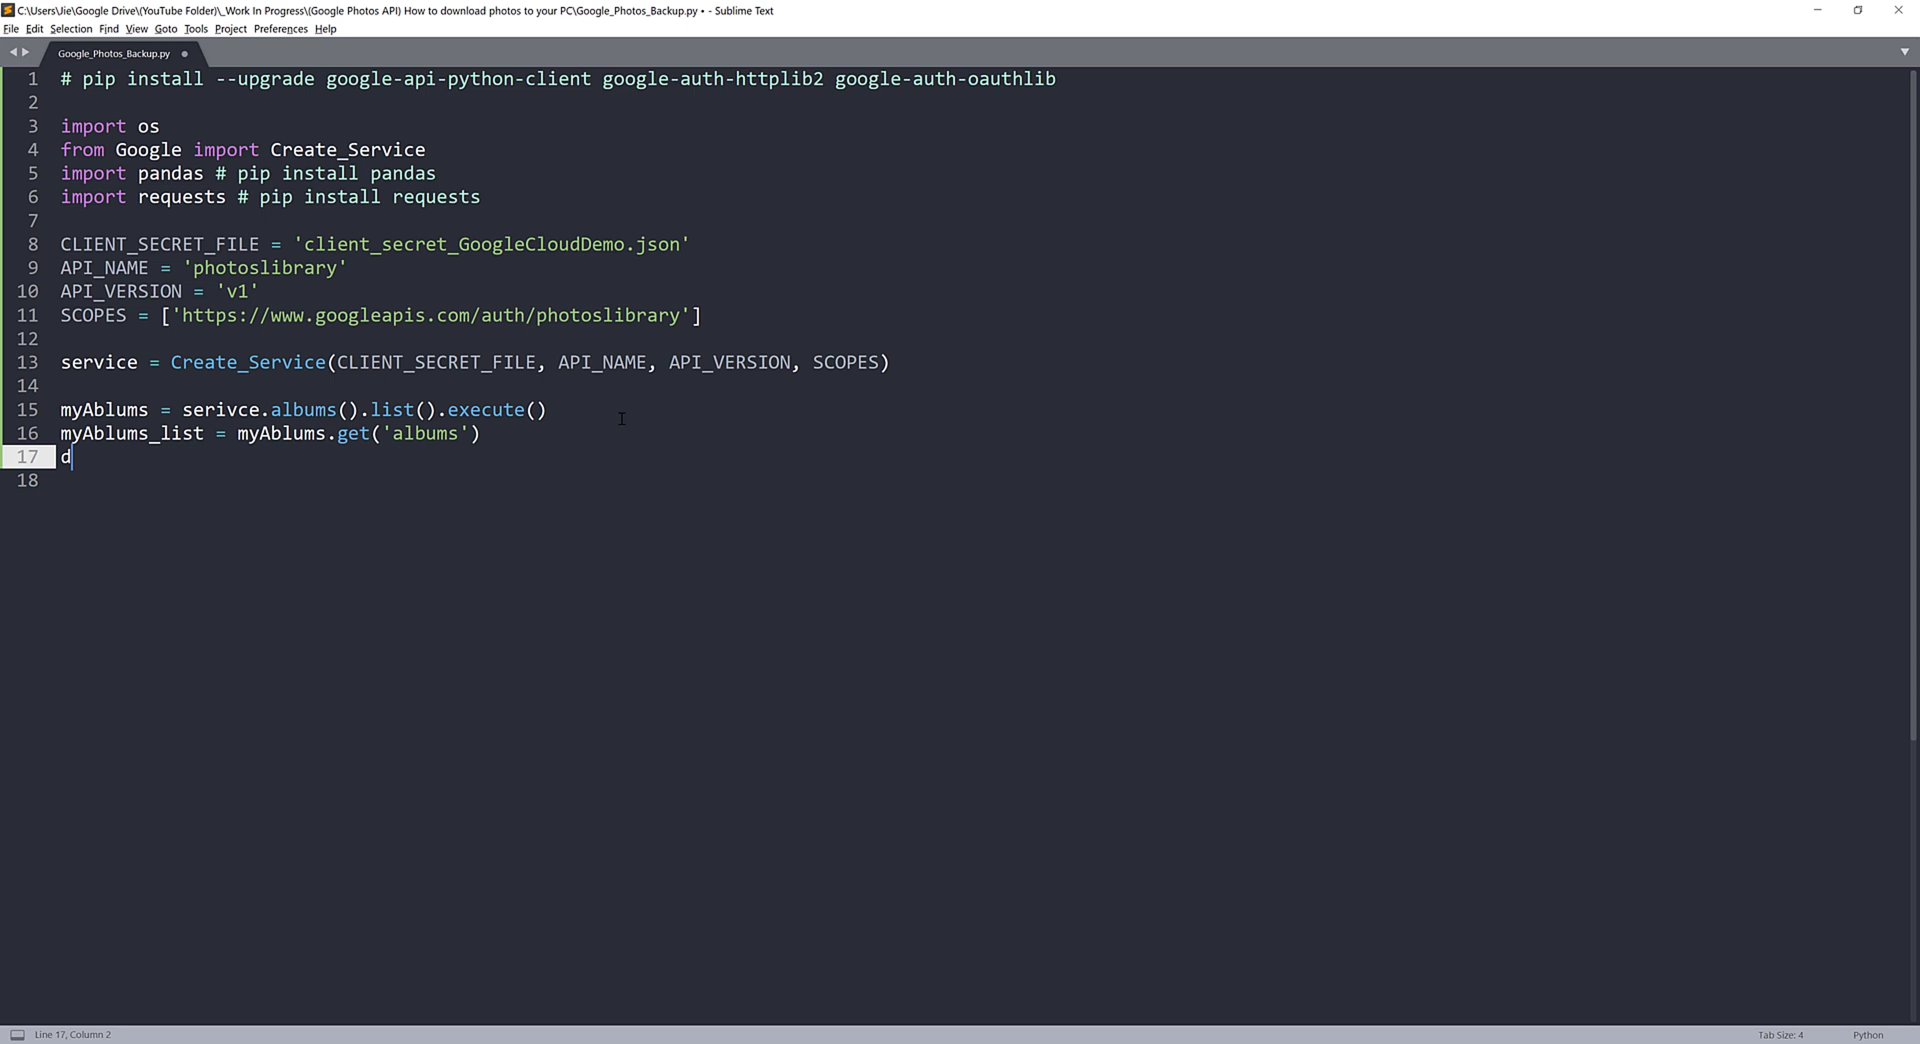 C:\Users\Jie\Google Drive\(YouTube Folder)\_Work In Progress\(Google Photos API) How to download photos to your PC\Google_Photos_Backup.py • - Sublime Text
File Edit Selection Find View Goto Tools Project Preferences Help
Google_Photos_Backup.py
1 # pip install --upgrade google-api-python-client google-auth-httplib2 google-auth-oauthlib
2
3 import os
4 from Google import Create_Service
5 import pandas # pip install pandas
6 import requests # pip install requests
7
8 CLIENT_SECRET_FILE = 'client_secret_GoogleCloudDemo.json'
9 API_NAME = 'photoslibrary'
10 API_VERSION = 'v1'
11 SCOPES = ['https://www.googleapis.com/auth/photoslibrary']
12
13 service = Create_Service(CLIENT_SECRET_FILE, API_NAME, API_VERSION, SCOPES)
14
15 myAblums = serivce.albums().list().execute()
16 myAblums_list = myAblums.get('albums')
17 d
18
Line 17, Column 2
Tab Size: 4
Python